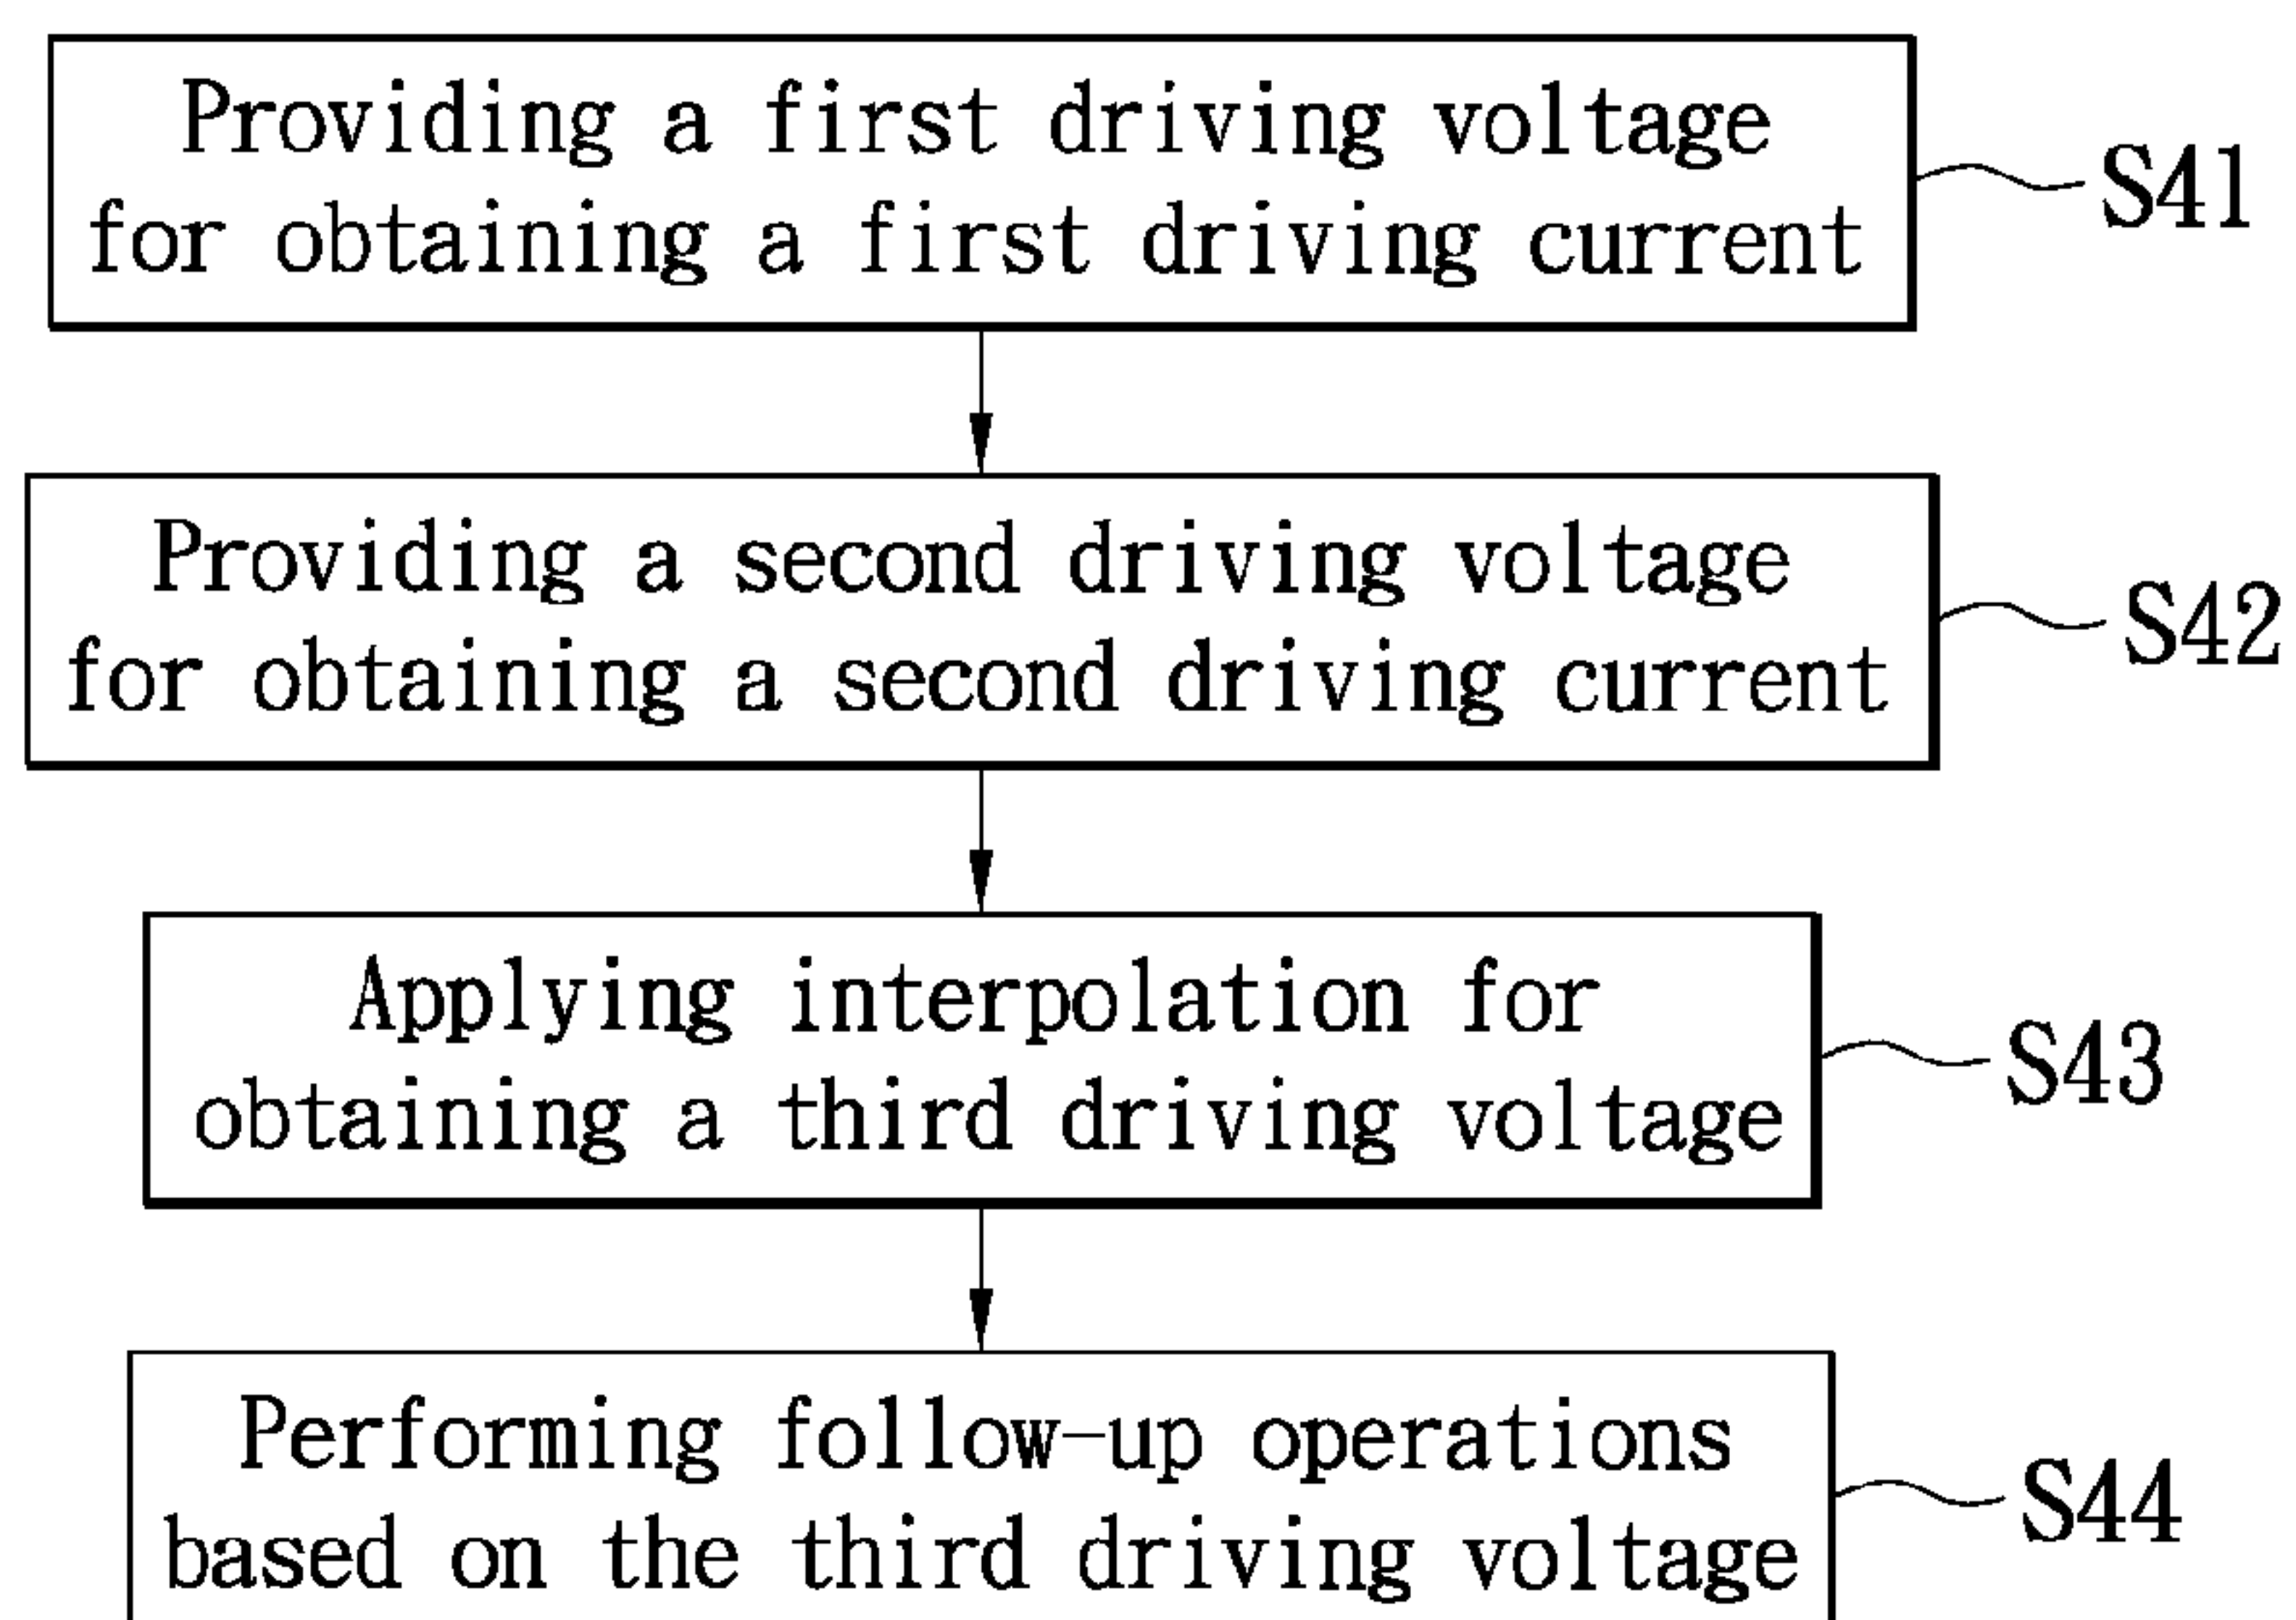 Providing a first driving voltage
for obtaining a first driving current
S41
Providing a second driving voltage
for obtaining a second driving current
S42
Applying interpolation for
obtaining a third driving voltage
S43
Performing follow-up operations
based on the third driving voltage
S44